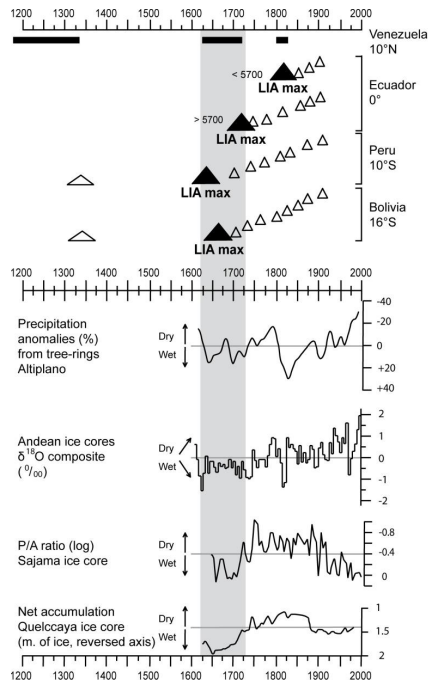 1200 1300 1400 1500 1600 1700 1800 1900 2000
Venezuela
10°N
< 5700
LIA max
Ecuador
0°
> 5700
LIA max
Peru
10°S
LIA max
Bolivia
16°S
LIA max
1200 1300 1400 1500 1600 1700 1800 1900 2000
Precipitation
anomalies (%)
from tree-rings
Altiplano
Dry
Wet
-40
-20
0
+20
+40
Andean ice cores
δ¹⁸O composite
(⁰/₀₀)
Dry
Wet
2
1
0
-1
-2
P/A ratio (log)
Sajama ice core
Dry
Wet
-0.8
-0.4
0
Net accumulation
Quelccaya ice core
(m. of ice, reversed axis)
Dry
Wet
1
1.5
2
1200 1300 1400 1500 1600 1700 1800 1900 2000